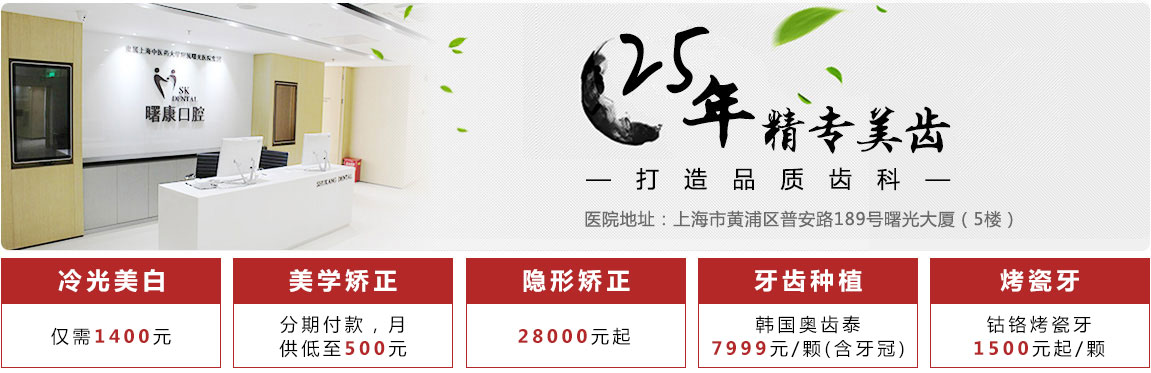 SK
DENTAL
曙康口腔
SHUKANG DENTAL
25年精专美齿
— 打造品质齿科 —
医院地址：上海市黄浦区普安路189号曙光大厦（5楼）
冷光美白
仅需1400元
美学矫正
分期付款，月
供低至500元
隐形矫正
28000元起
牙齿种植
韩国奥齿泰
7999元/颗(含牙冠)
烤瓷牙
钴铬烤瓷牙
1500元起/颗